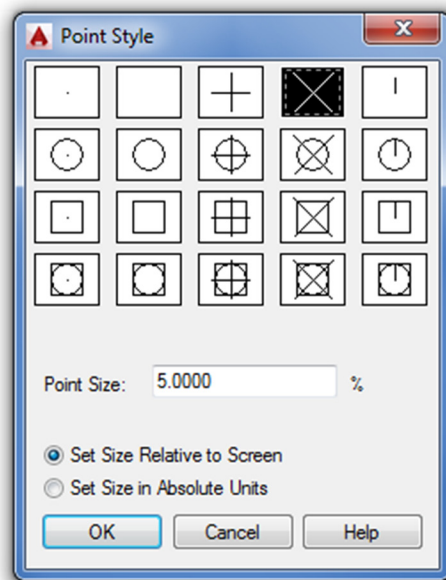 Point Style
Point Size: 5.0000 %
Set Size Relative to Screen
Set Size in Absolute Units
OK Cancel Help